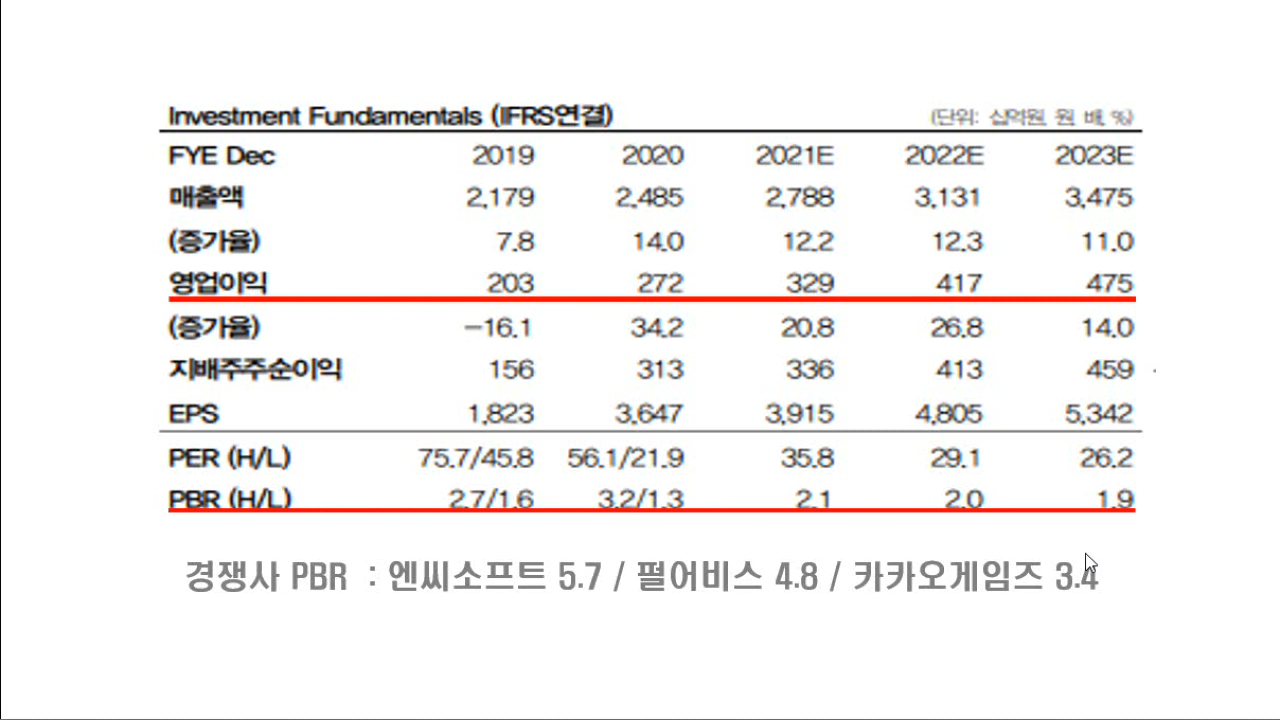 Investment Fundamentals (IFRS연결) (단위: 십억원, 원, 배, %)
FYE Dec 2019 2020 2021E 2022E 2023E
매출액 2,179 2,485 2,788 3,131 3,475
(증가율) 7.8 14.0 12.2 12.3 11.0
영업이익 203 272 329 417 475
(증가율) -16.1 34.2 20.8 26.8 14.0
지배주주순이익 156 313 336 413 459
EPS 1,823 3,647 3,915 4,805 5,342
PER (H/L) 75.7/45.8 56.1/21.9 35.8 29.1 26.2
PBR (H/L) 2.7/1.6 3.2/1.3 2.1 2.0 1.9
경쟁사 PBR : 엔씨소프트 5.7 / 펄어비스 4.8 / 카카오게임즈 3.4